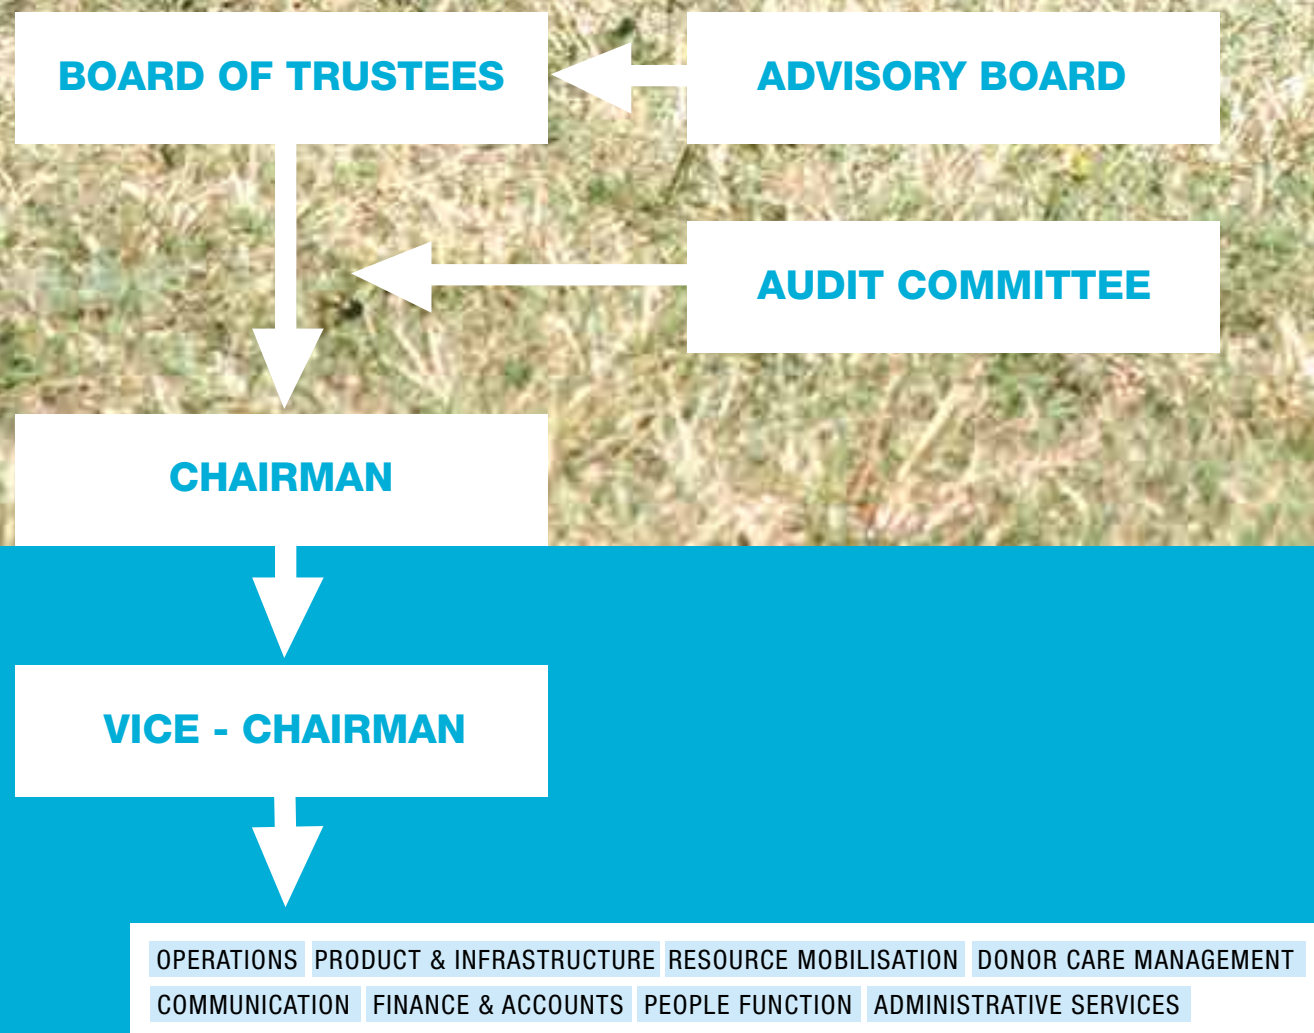 BOARD OF TRUSTEES
ADVISORY BOARD
AUDIT COMMITTEE
CHAIRMAN
VICE - CHAIRMAN
OPERATIONS PRODUCT & INFRASTRUCTURE RESOURCE MOBILISATION DONOR CARE MANAGEMENT
COMMUNICATION FINANCE & ACCOUNTS PEOPLE FUNCTION ADMINISTRATIVE SERVICES